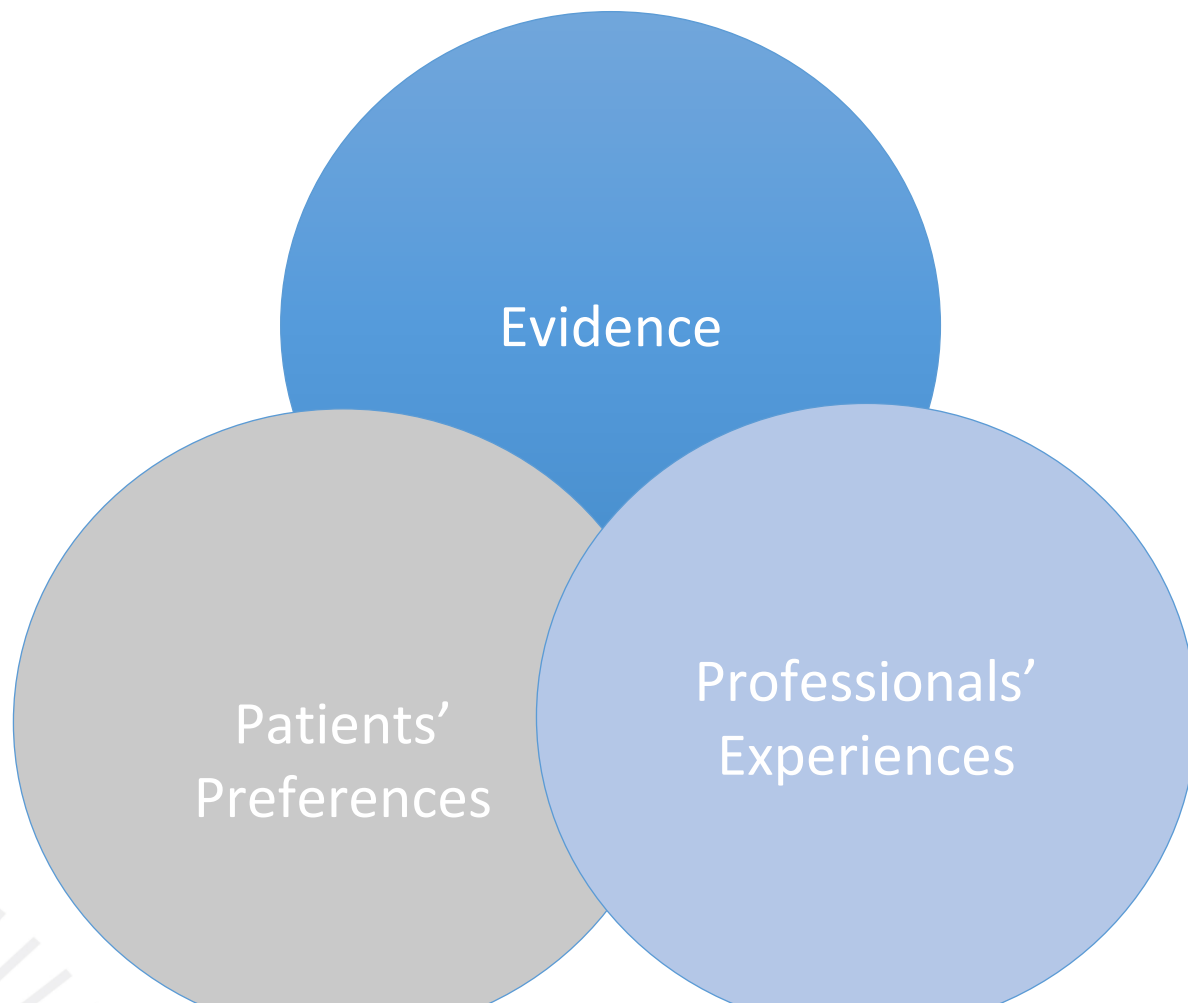 Evidence
Patients’
Preferences
Professionals’
Experiences